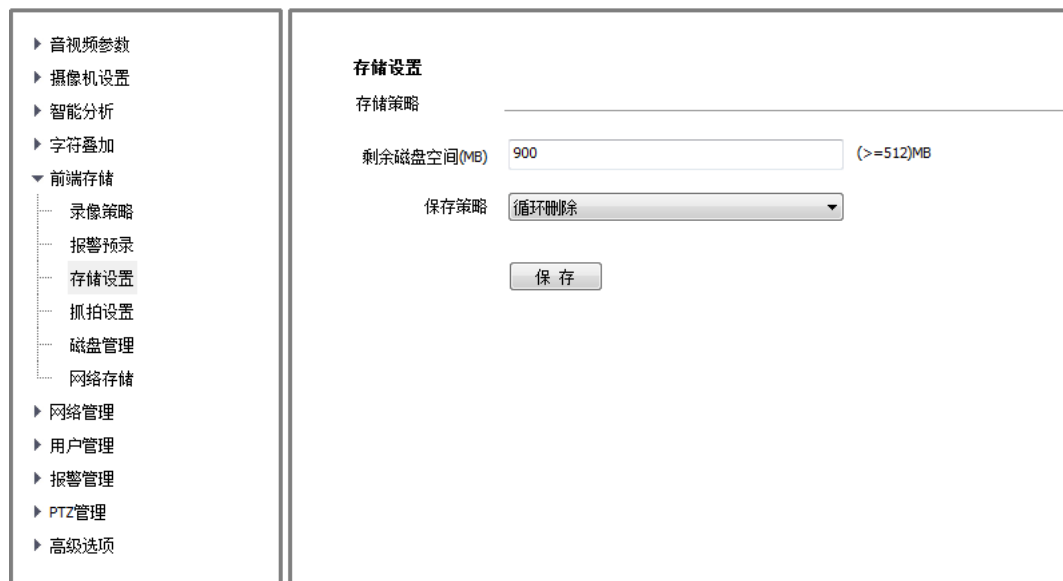 音视频参数
摄像机设置
智能分析
字符叠加
前端存储
录像策略
报警预录
存储设置
抓拍设置
磁盘管理
网络存储
网络管理
用户管理
报警管理
PTZ管理
高级选项
存储设置
存储策略
剩余磁盘空间(MB) 900 (>=512)MB
保存策略 循环删除
保 存